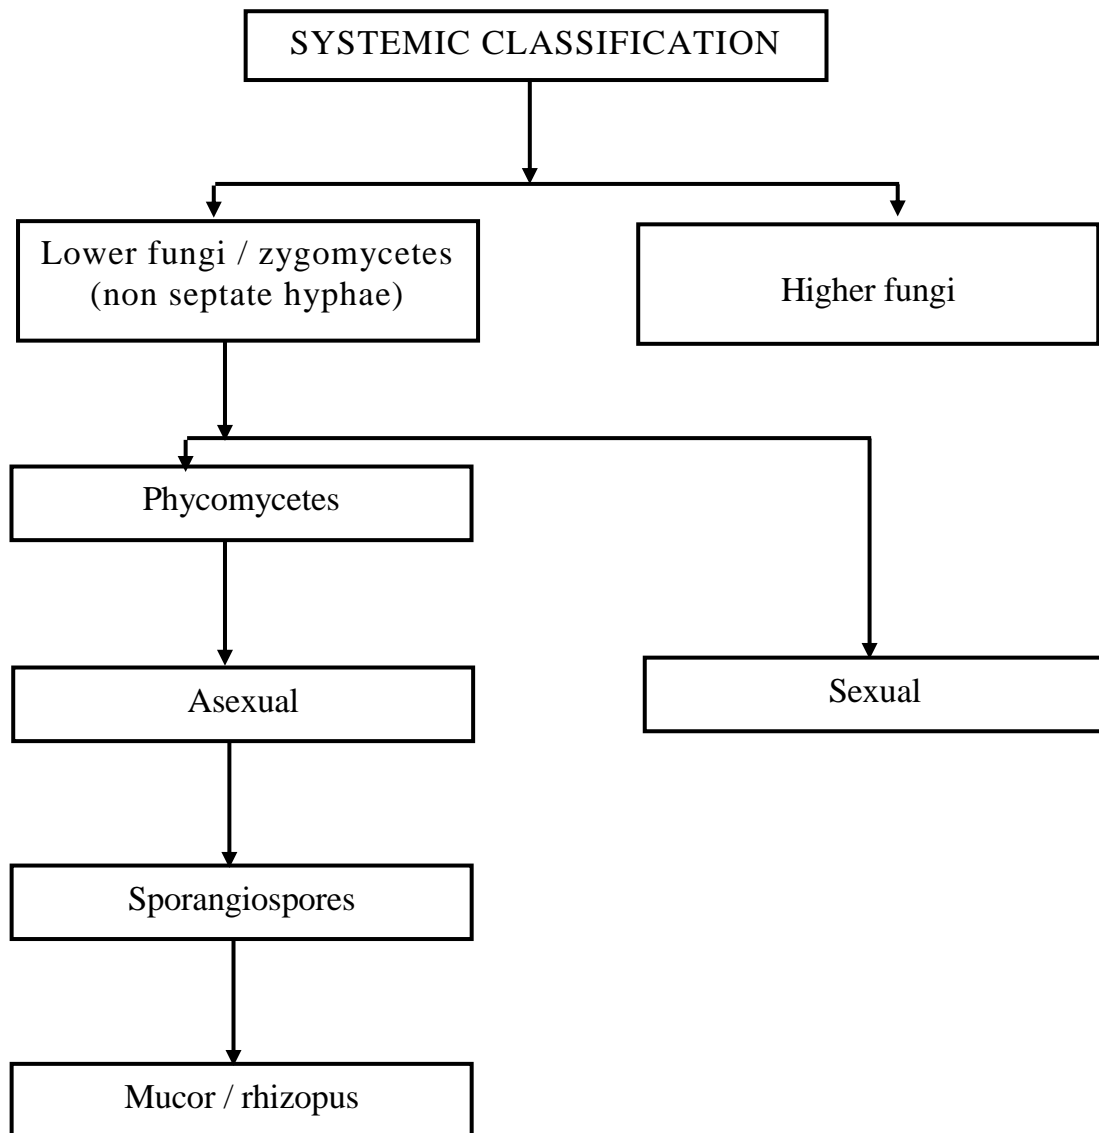 SYSTEMIC CLASSIFICATION
Lower fungi / zygomycetes
(non septate hyphae)
Higher fungi
Phycomycetes
Asexual
Sexual
Sporangiospores
Mucor / rhizopus